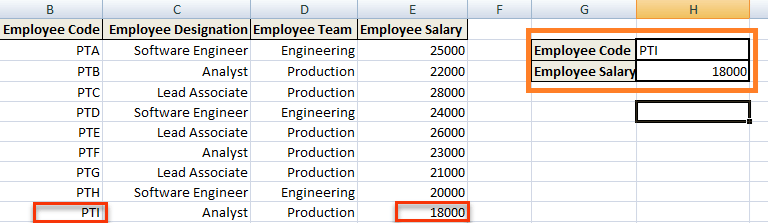 B C D E F G H
Employee Code Employee Designation Employee Team Employee Salary
PTA Software Engineer Engineering 25000 Employee Code PTI
PTB Analyst Production 22000 Employee Salary 18000
PTC Lead Associate Production 28000
PTD Software Engineer Engineering 24000
PTE Lead Associate Production 26000
PTF Analyst Production 23000
PTG Lead Associate Production 21000
PTH Software Engineer Engineering 20000
PTI Analyst Production 18000